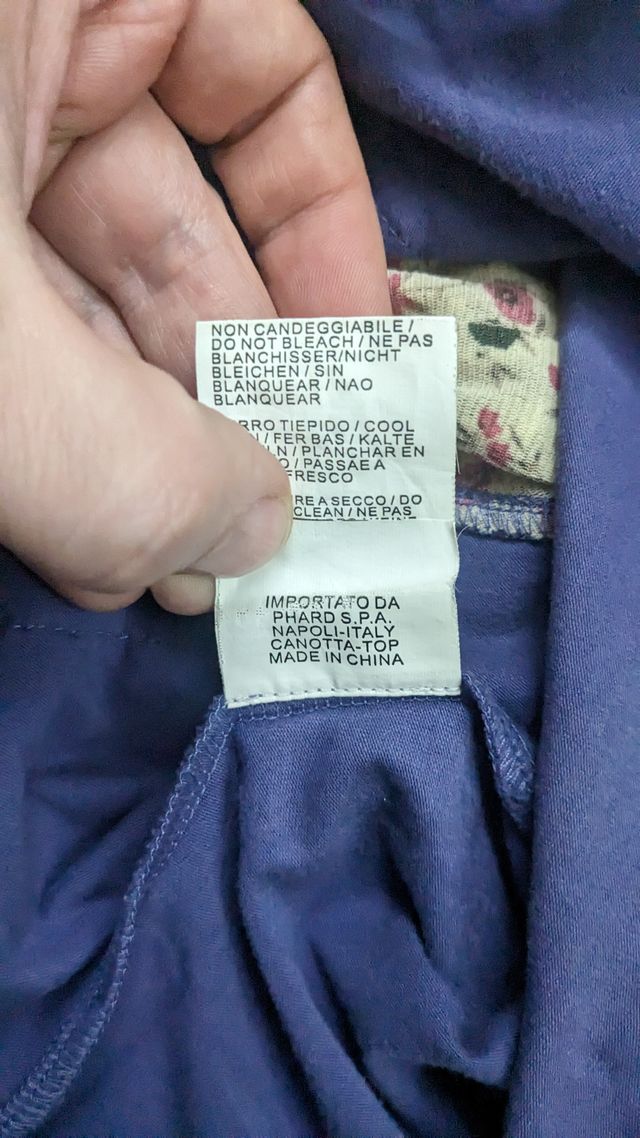 NON CANDEGGIABILE /
DO NOT BLEACH / NE PAS
BLANCHISSER/NICHT
BLEICHEN / SIN
BLANQUEAR / NAO
BLANQUEAR
TIEPIDO / COOL
/ FER BAS / KALTE
/ PLANCHAR EN
/ PASSAE A
FRESCO
A SECCO / DO
CLEAN / NE PAS
IMPORTATO DA
PHARD S.P.A.
NAPOLI-ITALY
CANOTTA-TOP
MADE IN CHINA